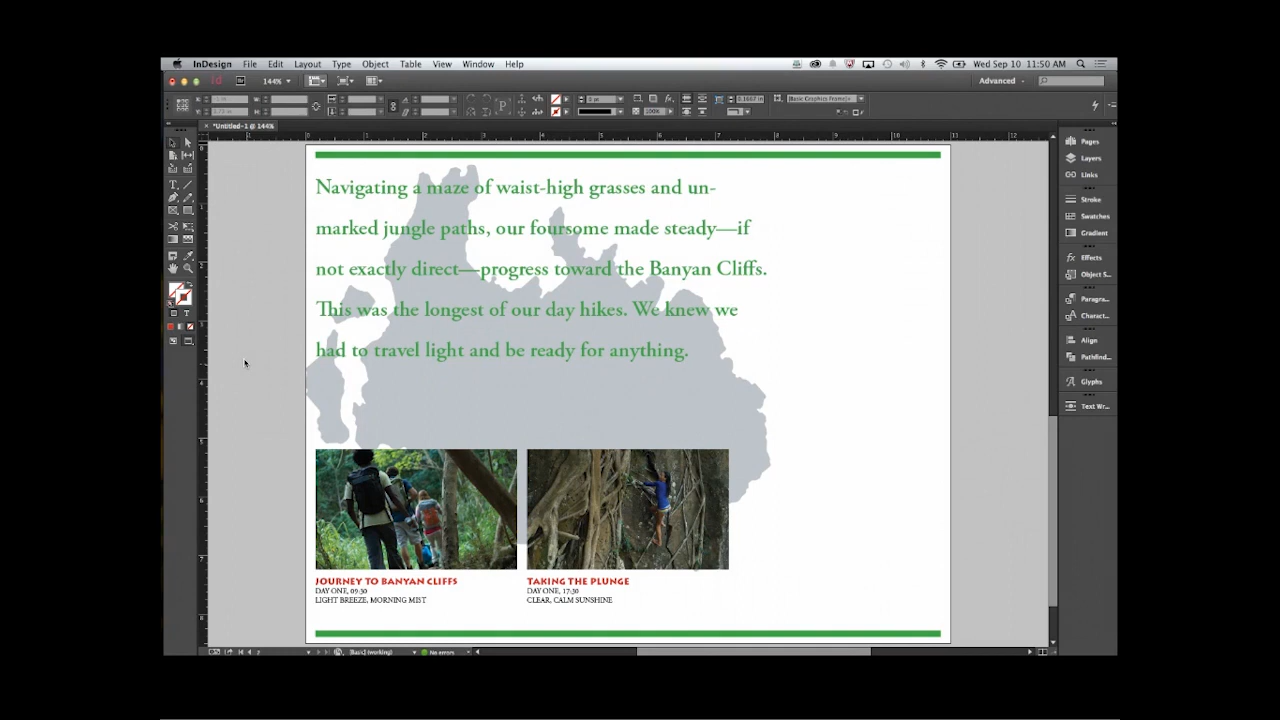 InDesign File Edit Layout Type Object Table View Window Help
Wed Sep 10 11:50 AM
144%
Advanced
*Untitled-1 @ 144%
Navigating a maze of waist-high grasses and un-
marked jungle paths, our foursome made steady—if
not exactly direct—progress toward the Banyan Cliffs.
This was the longest of our day hikes. We knew we
had to travel light and be ready for anything.
JOURNEY TO BANYAN CLIFFS
DAY ONE, 09:30
LIGHT BREEZE, MORNING MIST
TAKING THE PLUNGE
DAY ONE, 17:30
CLEAR, CALM SUNSHINE
Pages
Layers
Links
Stroke
Swatches
Gradient
Effects
Object S...
Paragra...
Charact...
Align
Pathfind...
Glyphs
Text Wr...
[Basic] (working)
No errors